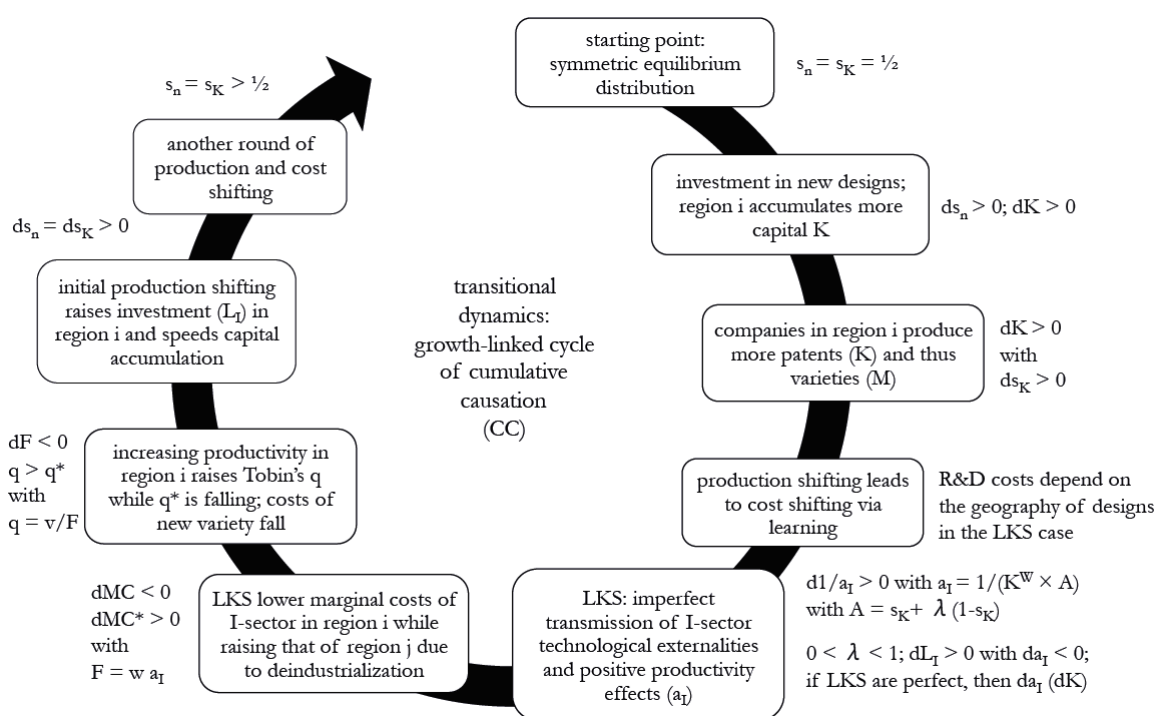 starting point:
symmetric equilibrium
distribution
sₙ = s_K = ½
investment in new designs;
region i accumulates more
capital K
dsₙ > 0; dK > 0
companies in region i produce
more patents (K) and thus
varieties (M)
dK > 0
with
ds_K > 0
production shifting leads
to cost shifting via
learning
R&D costs depend on
the geography of designs
in the LKS case
LKS: imperfect
transmission of I-sector
technological externalities
and positive productivity
effects (a_I)
d1/a_I > 0 with a_I = 1/(K^W × A)
with A = s_K + λ (1-s_K)
0 < λ < 1; dL_I > 0 with da_I < 0;
if LKS are perfect, then da_I (dK)
LKS lower marginal costs of
I-sector in region i while
raising that of region j due
to deindustrialization
dMC < 0
dMC* > 0
with
F = w a_I
increasing productivity in
region i raises Tobin's q
while q* is falling; costs of
new variety fall
dF < 0
q > q*
with
q = v/F
initial production shifting
raises investment (L_I) in
region i and speeds capital
accumulation
dsₙ = ds_K > 0
another round of
production and cost
shifting
sₙ = s_K > ½
transitional
dynamics:
growth-linked cycle
of cumulative
causation
(CC)